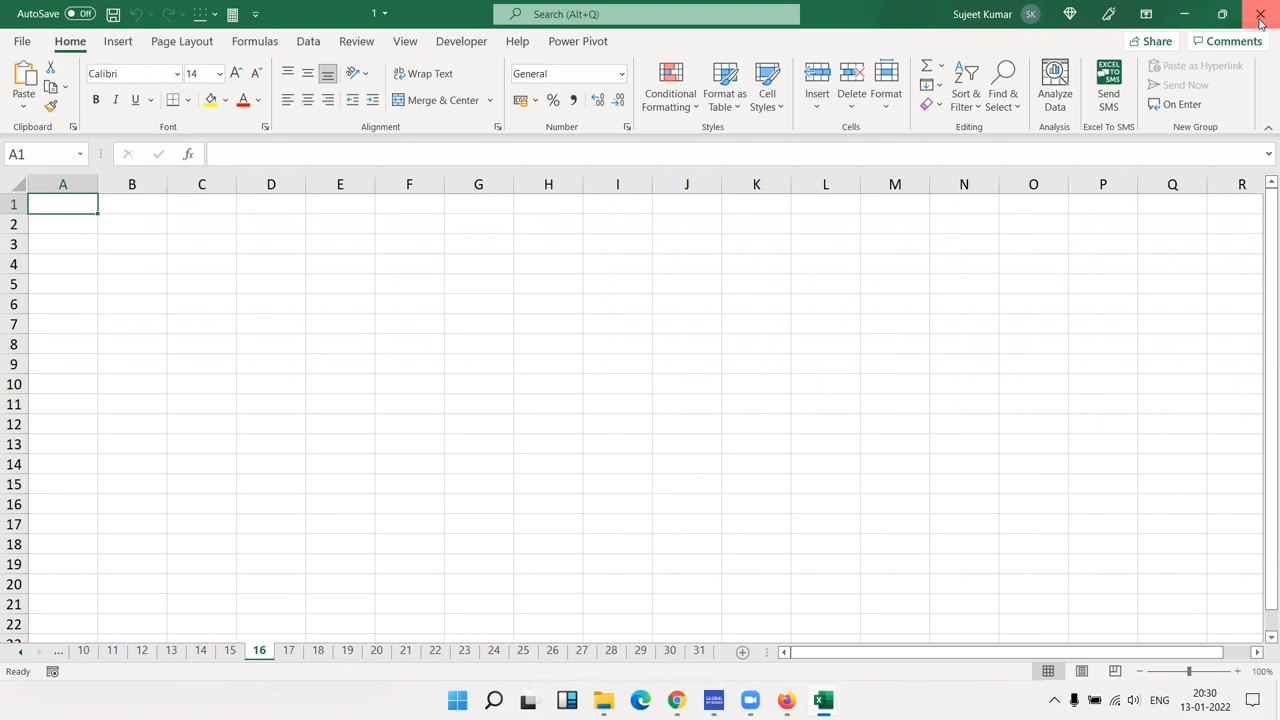 AutoSave Off 1 Search (Alt+Q) Sujeet Kumar SK
File Home Insert Page Layout Formulas Data Review View Developer Help Power Pivot Share Comments
Calibri 14 Wrap Text General Paste as Hyperlink
Send Now
Paste B I U A Merge & Center % , Conditional Formatting Format as Table Cell Styles Insert Delete Format Sort & Filter Find & Select Analyze Data Send SMS On Enter
EXCEL TO SMS
Clipboard Font Alignment Number Styles Cells Editing Analysis Excel To SMS New Group
A1 fx
A B C D E F G H I J K L M N O P Q R
1
2
3
4
5
6
7
8
9
10
11
12
13
14
15
16
17
18
19
20
21
22
... 10 11 12 13 14 15 16 17 18 19 20 21 22 23 24 25 26 27 28 29 30 31
Ready 100%
ENG 20:30
13-01-2022